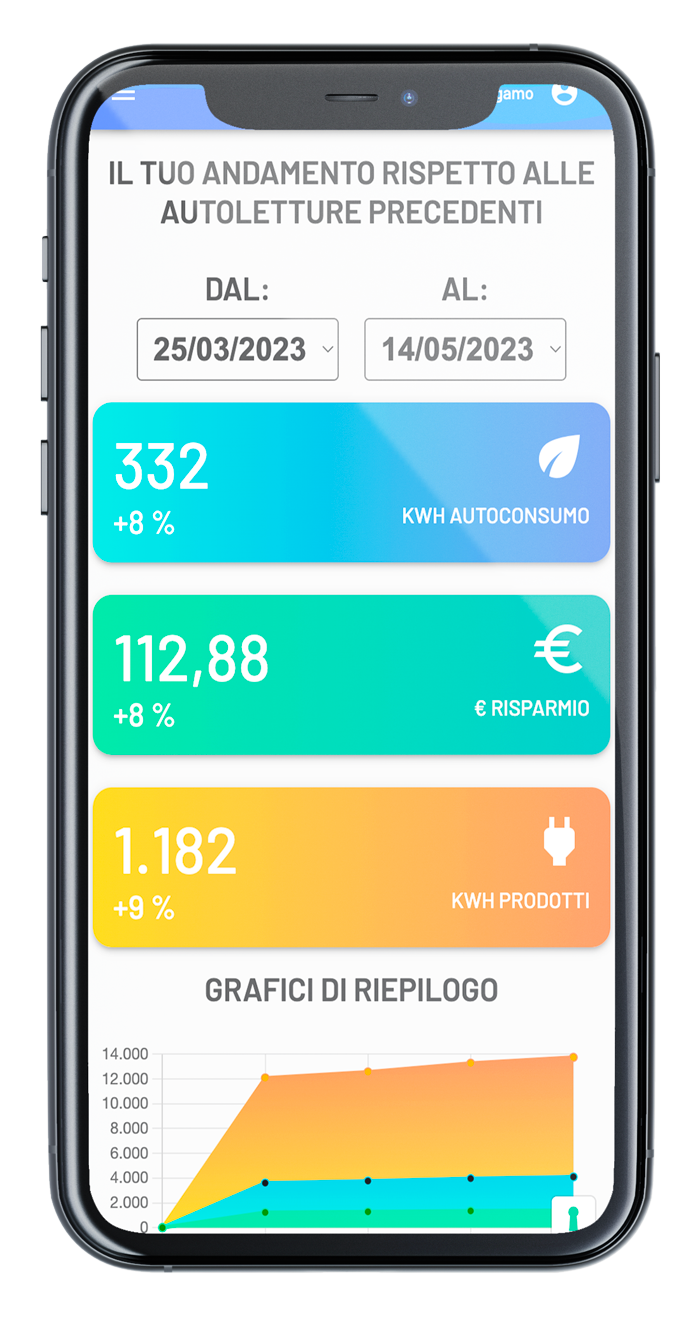 IL TUO ANDAMENTO RISPETTO ALLE
AUTOLETTURE PRECEDENTI
DAL: AL:
25/03/2023 14/05/2023
332
+8 %
KWH AUTOCONSUMO
112,88
+8 %
€
€ RISPARMIO
1.182
+9 %
KWH PRODOTTI
GRAFICI DI RIEPILOGO
14.000
12.000
10.000
8.000
6.000
4.000
2.000
0